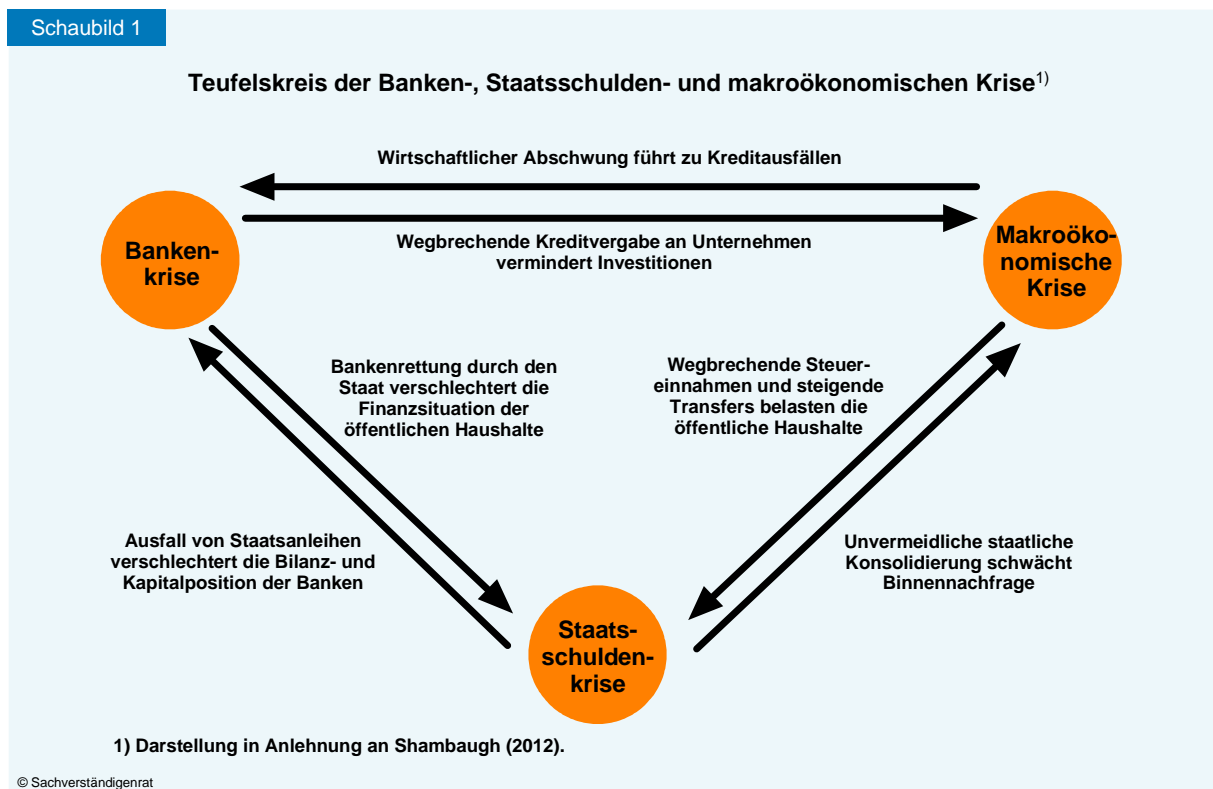 Schaubild 1
Teufelskreis der Banken-, Staatsschulden- und makroökonomischen Krise1)
Wirtschaftlicher Abschwung führt zu Kreditausfällen
Wegbrechende Kreditvergabe an Unternehmen
vermindert Investitionen
Banken-
krise
Makroöko-
nomische
Krise
Bankenrettung durch den
Staat verschlechtert die
Finanzsituation der
öffentlichen Haushalte
Wegbrechende Steuer-
einnahmen und steigende
Transfers belasten die
öffentliche Haushalte
Ausfall von Staatsanleihen
verschlechtert die Bilanz- und
Kapitalposition der Banken
Unvermeidliche staatliche
Konsolidierung schwächt
Binnennachfrage
Staats-
schulden-
krise
1) Darstellung in Anlehnung an Shambaugh (2012).
© Sachverständigenrat